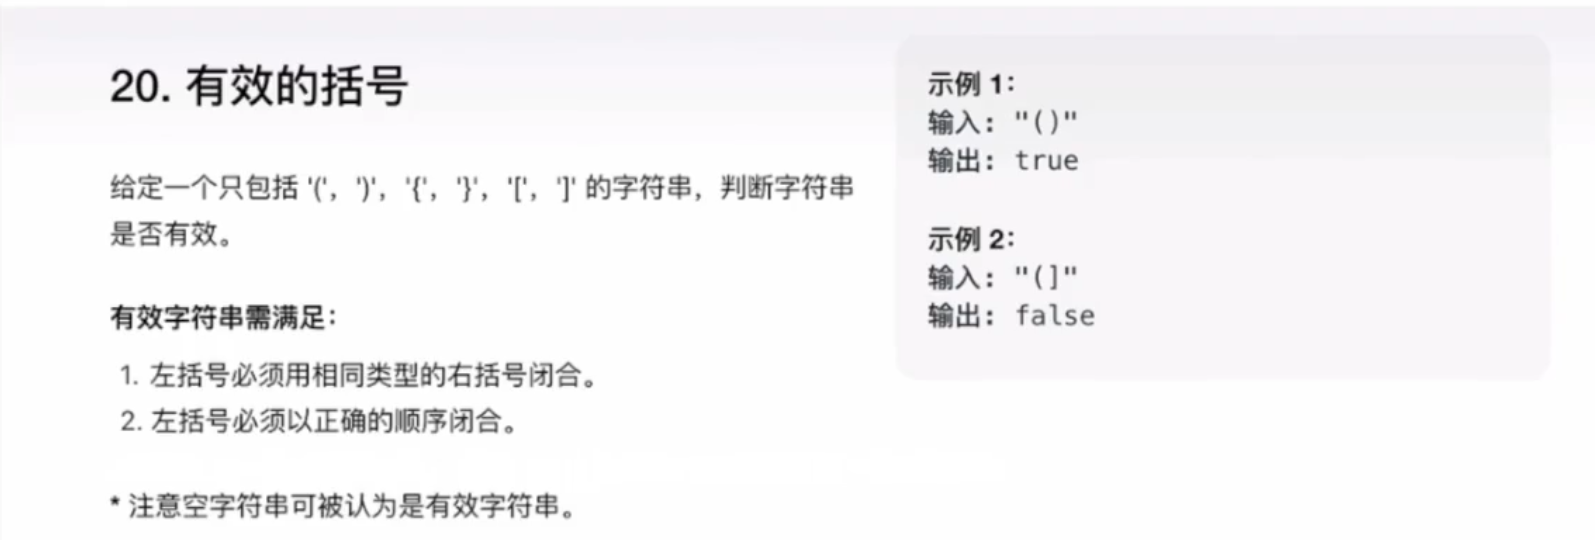 20. 有效的括号
给定一个只包括 '(', ')', '{', '}', '[', ']' 的字符串，判断字符串
是否有效。
有效字符串需满足：
1. 左括号必须用相同类型的右括号闭合。
2. 左括号必须以正确的顺序闭合。
* 注意空字符串可被认为是有效字符串。
示例 1：
输入： "()"
输出： true
示例 2：
输入： "(]"
输出： false